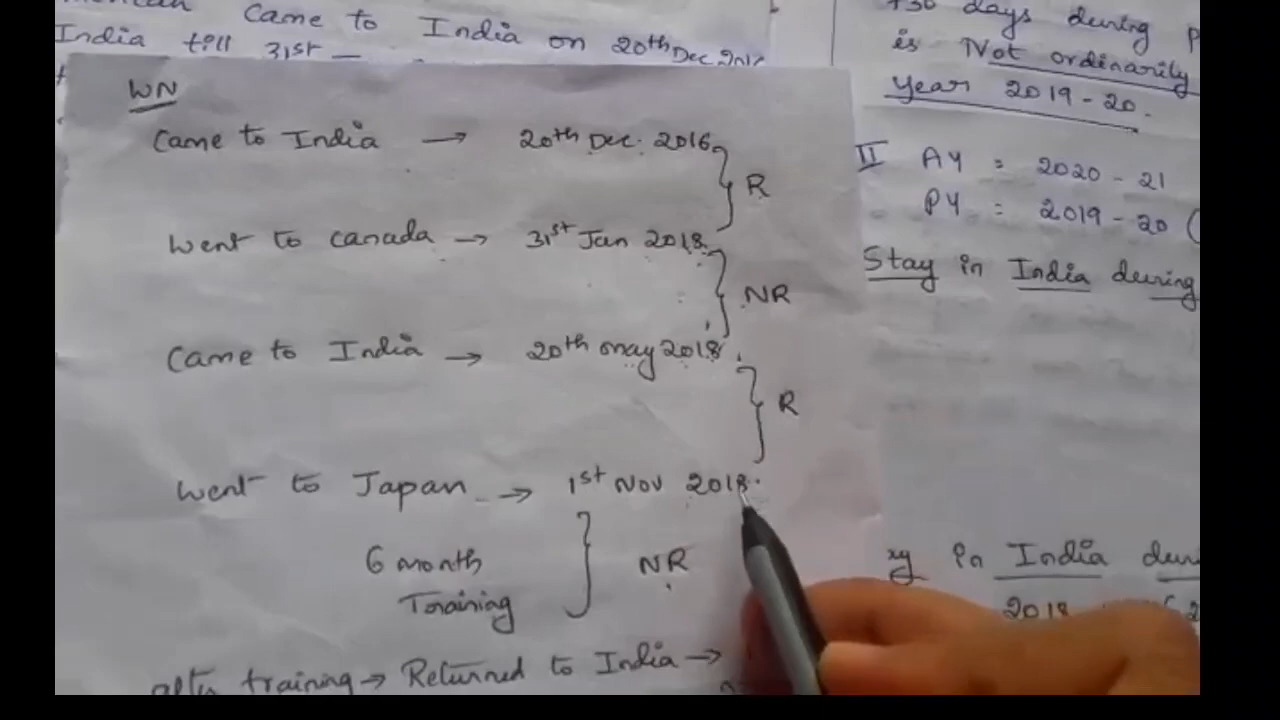 Came to India on 20th Dec 2016
India till 31st —
WN
Came to India → 20th Dec. 2016
R
Went to Canada → 31st Jan 2018
NR
Came to India → 20th may 2018
R
Went to Japan → 1st Nov 2018
6 month
Training
NR
after training → Returned to India →
+30 days during P
is Not ordinarily
Year 2019-20.
II AY = 2020-21
PY = 2019-20 (
Stay in India during
in India
2018